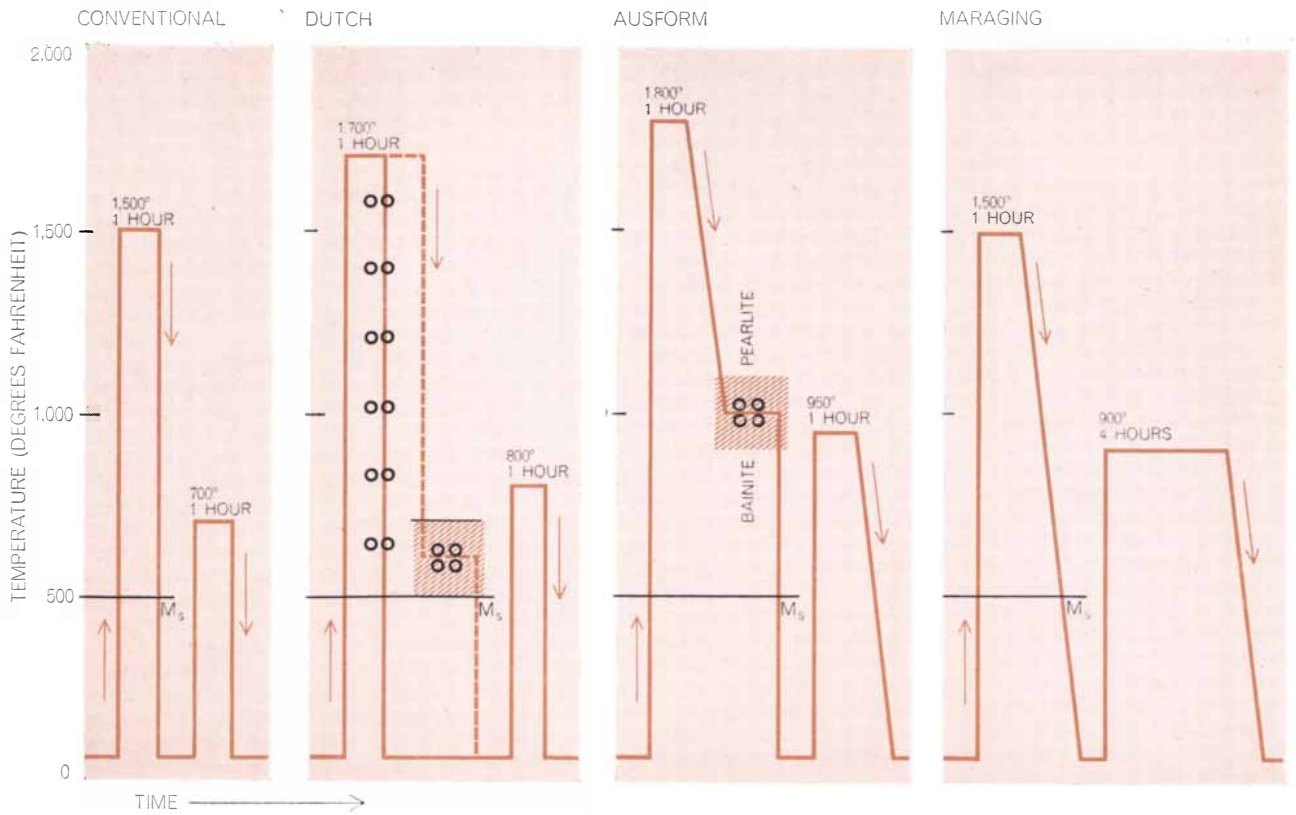 CONVENTIONAL
DUTCH
AUSFORM
MARAGING
TEMPERATURE (DEGREES FAHRENHEIT)
2,000
1,500
1,000
500
0
1,500°
1 HOUR
700°
1 HOUR
Ms
1,700°
1 HOUR
800°
1 HOUR
Ms
1,800°
1 HOUR
PEARLITE
BAINITE
950°
1 HOUR
Ms
1,500°
1 HOUR
900°
4 HOURS
Ms
TIME